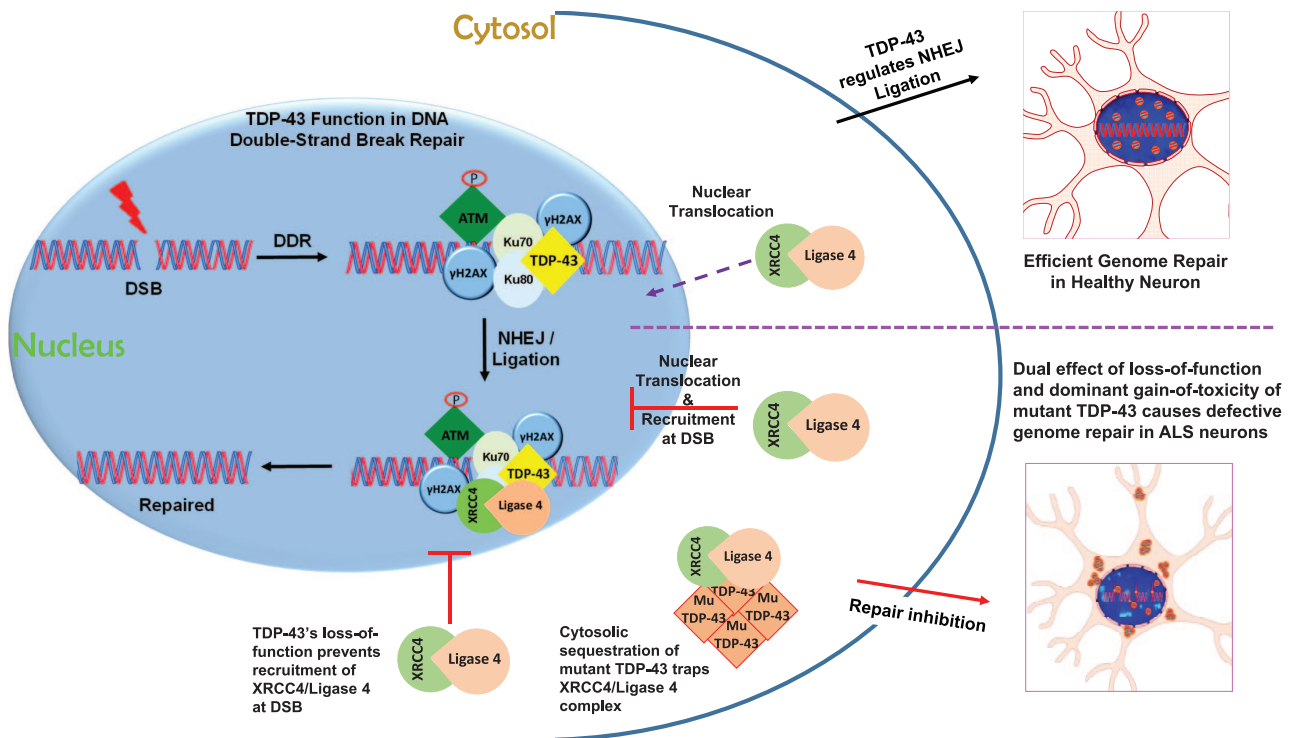 Cytosol
TDP-43
regulates NHEJ
Ligation
TDP-43 Function in DNA
Double-Strand Break Repair
P
ATM
γH2AX
Ku70
TDP-43
γH2AX
Ku80
DDR
DSB
Nuclear
Translocation
XRCC4
Ligase 4
Efficient Genome Repair
in Healthy Neuron
Nucleus
NHEJ /
Ligation
Nuclear
Translocation
&
Recruitment
at DSB
XRCC4
Ligase 4
Dual effect of loss-of-function
and dominant gain-of-toxicity of
mutant TDP-43 causes defective
genome repair in ALS neurons
P
ATM
γH2AX
Ku70
TDP-43
γH2AX
XRCC4
Ligase 4
Repaired
XRCC4
Ligase 4
TDP-43
Mu
TDP-43
Mu
TDP-43
Mu
TDP-43
Repair inhibition
TDP-43's loss-of-
function prevents
recruitment of
XRCC4/Ligase 4
at DSB
XRCC4
Ligase 4
Cytosolic
sequestration of
mutant TDP-43 traps
XRCC4/Ligase 4
complex